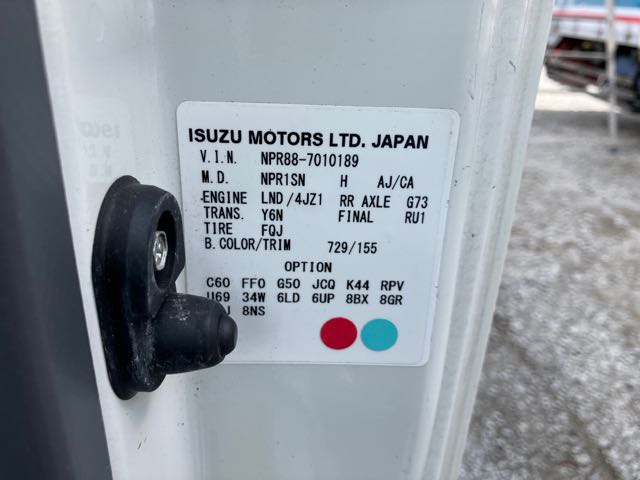 ISUZU MOTORS LTD. JAPAN
V.I.N. NPR88-7010189
M.D. NPR1SN H AJ/CA
ENGINE LND/4JZ1 RR AXLE G73
TRANS. Y6N FINAL RU1
TIRE FQJ
B.COLOR/TRIM 729/155
OPTION
C60 FF0 G50 JCQ K44 RPV
U69 34W 6LD 6UP 8BX 8GR
8NS